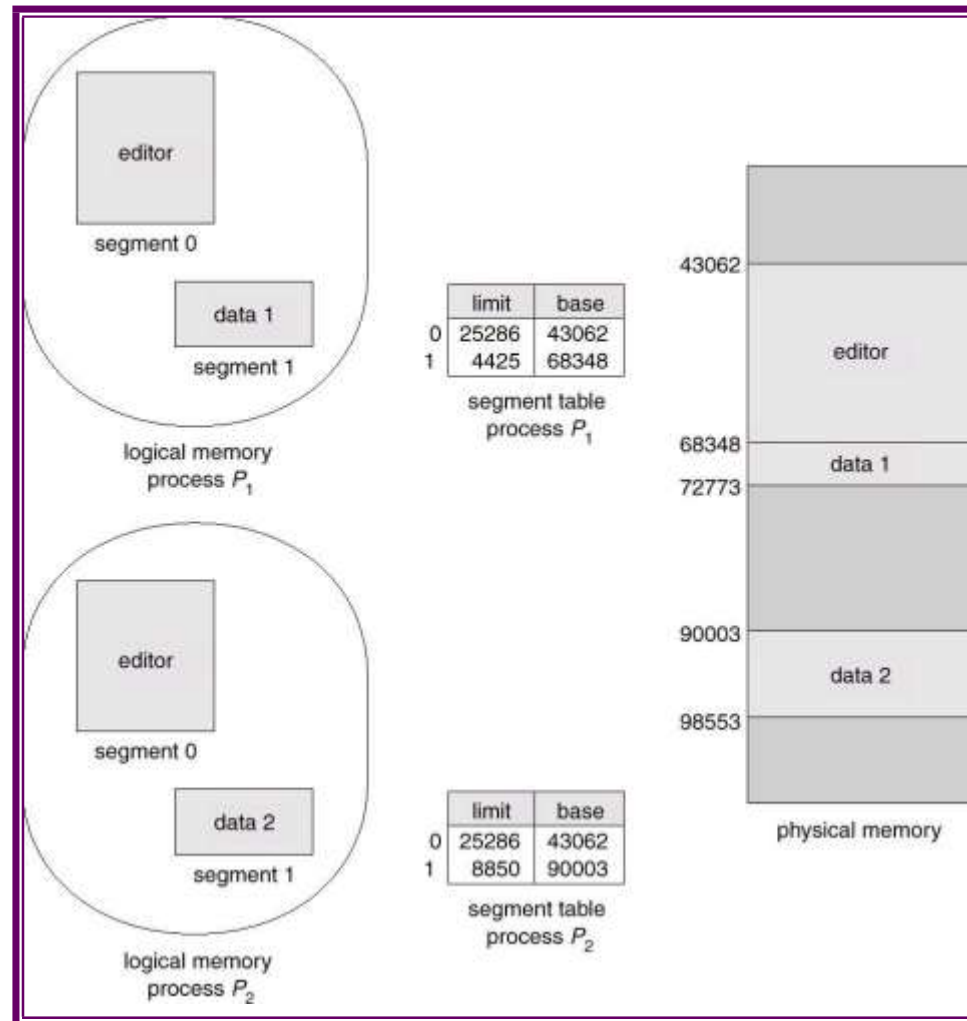 editor
segment 0
data 1
segment 1
logical memory
process P1
limit base
0 25286 43062
1 4425 68348
segment table
process P1
editor
segment 0
data 2
segment 1
logical memory
process P2
limit base
0 25286 43062
1 8850 90003
segment table
process P2
43062
editor
68348
data 1
72773
90003
data 2
98553
physical memory